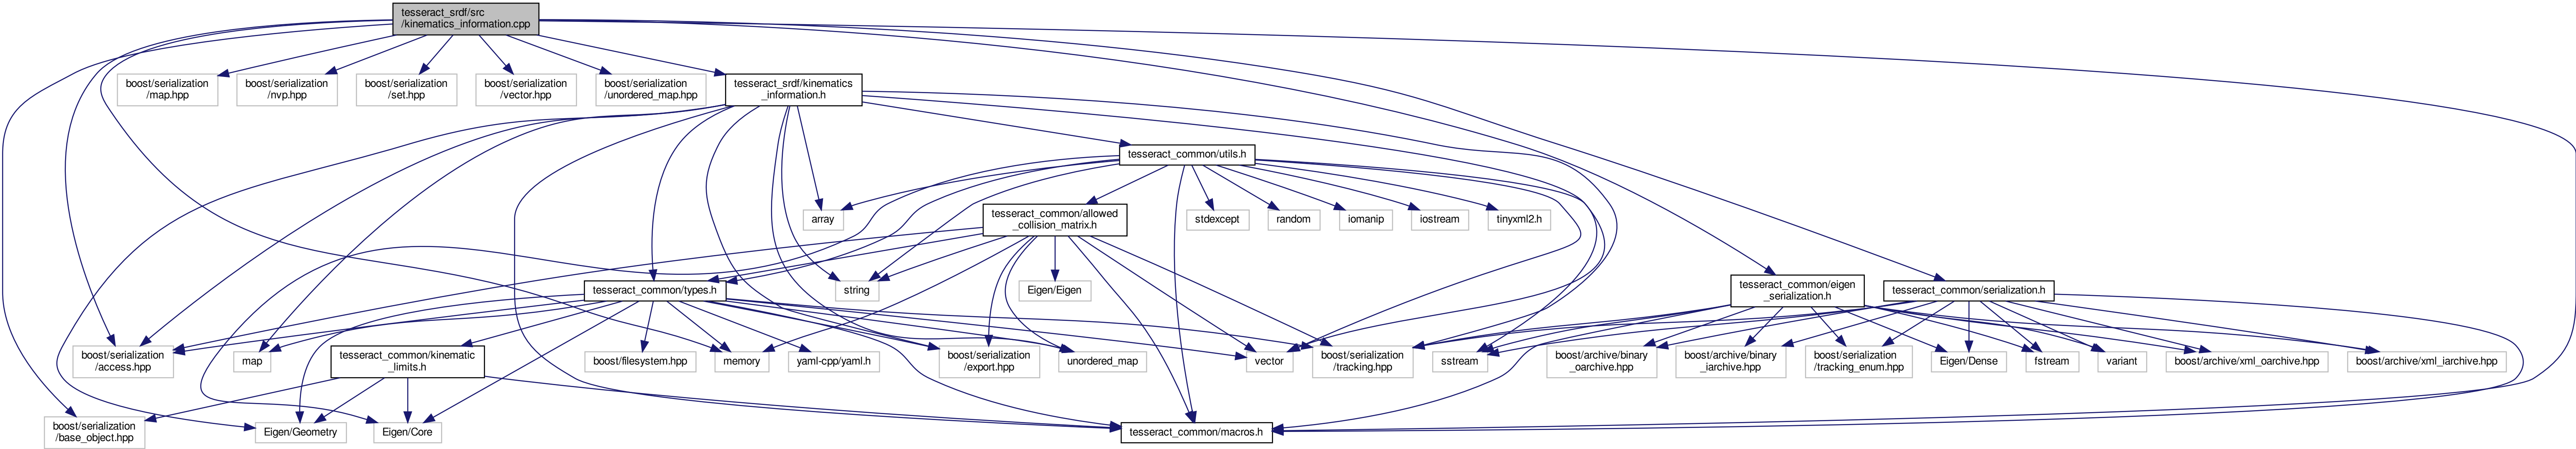 tesseract_srdf/src
/kinematics_information.cpp
boost/serialization
/map.hpp
boost/serialization
/nvp.hpp
boost/serialization
/set.hpp
boost/serialization
/vector.hpp
boost/serialization
/unordered_map.hpp
tesseract_srdf/kinematics
_information.h
tesseract_common/utils.h
array
tesseract_common/allowed
_collision_matrix.h
stdexcept
random
iomanip
iostream
tinyxml2.h
tesseract_common/types.h
string
Eigen/Eigen
tesseract_common/eigen
_serialization.h
tesseract_common/serialization.h
boost/serialization
/access.hpp
map
tesseract_common/kinematic
_limits.h
boost/filesystem.hpp
memory
yaml-cpp/yaml.h
boost/serialization
/export.hpp
unordered_map
vector
boost/serialization
/tracking.hpp
sstream
boost/archive/binary
_oarchive.hpp
boost/archive/binary
_iarchive.hpp
boost/serialization
/tracking_enum.hpp
Eigen/Dense
fstream
variant
boost/archive/xml_oarchive.hpp
boost/archive/xml_iarchive.hpp
boost/serialization
/base_object.hpp
Eigen/Geometry
Eigen/Core
tesseract_common/macros.h